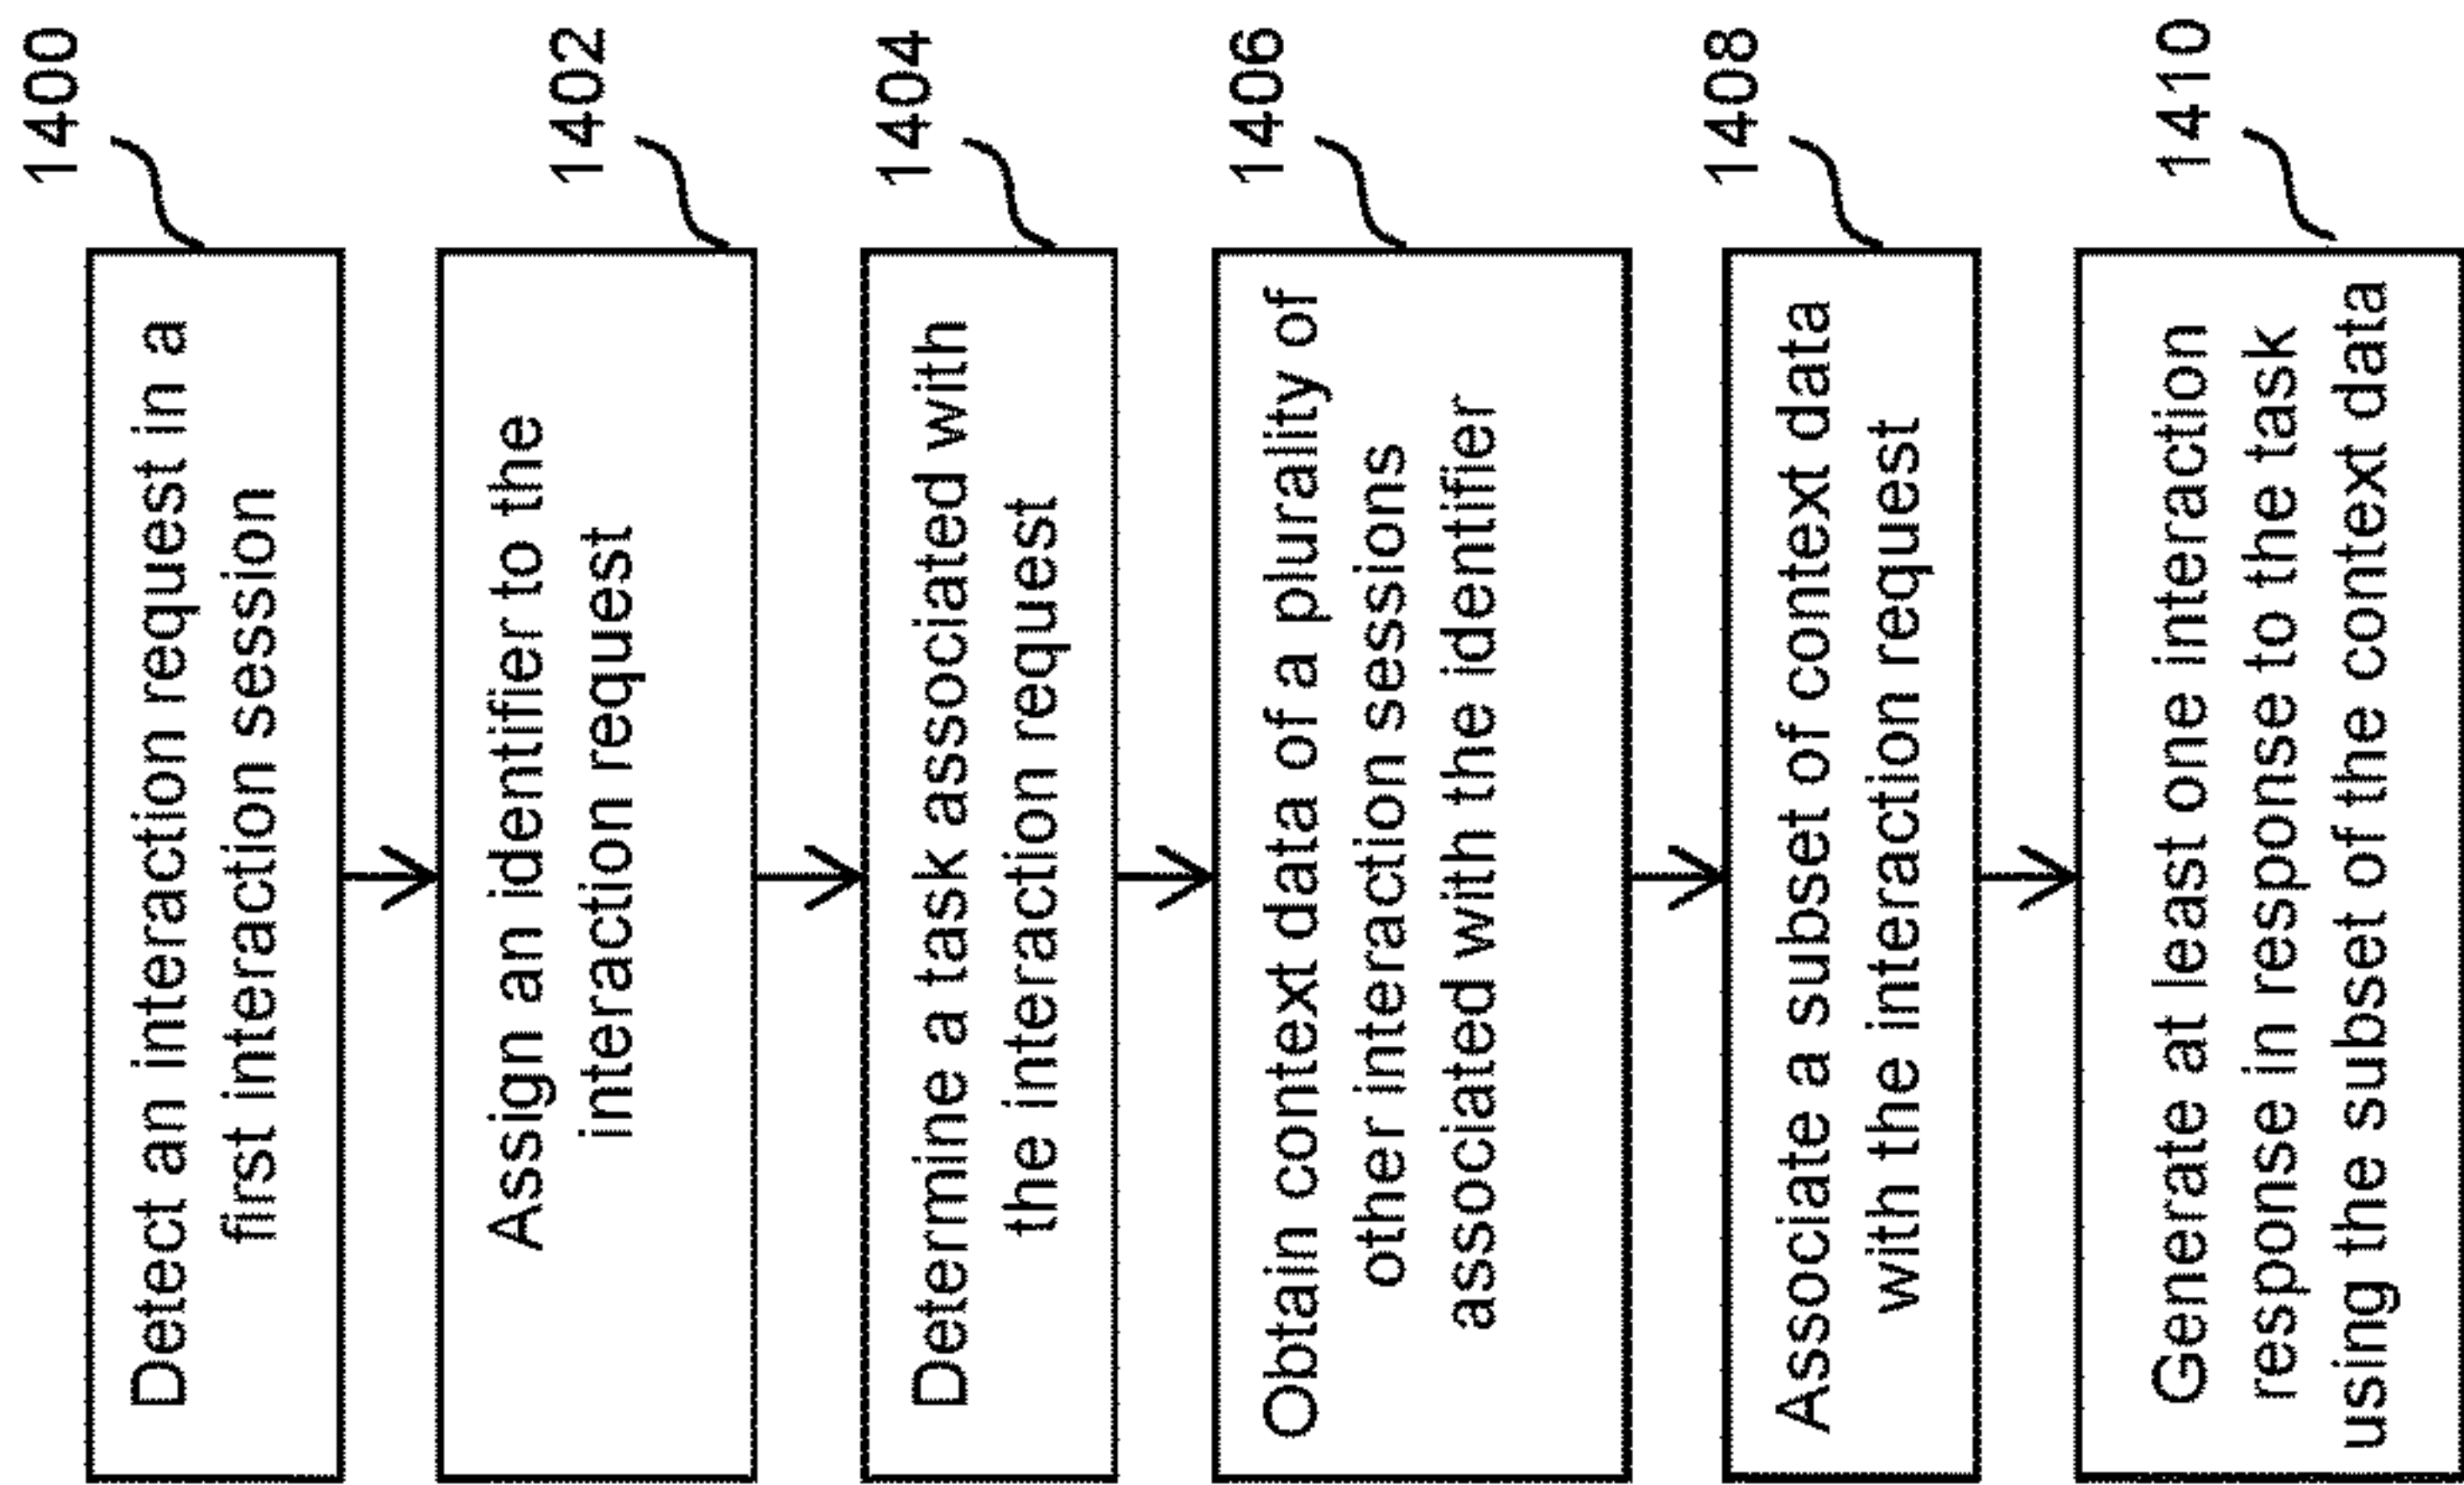 1400
Detect an interaction request in a
first interaction session
1402
Assign an identifier to the
interaction request
1404
Determine a task associated with
the interaction request
1406
Obtain context data of a plurality of
other interaction sessions
associated with the identifier
1408
Associate a subset of context data
with the interaction request
1410
Generate at least one interaction
response in response to the task
using the subset of the context data